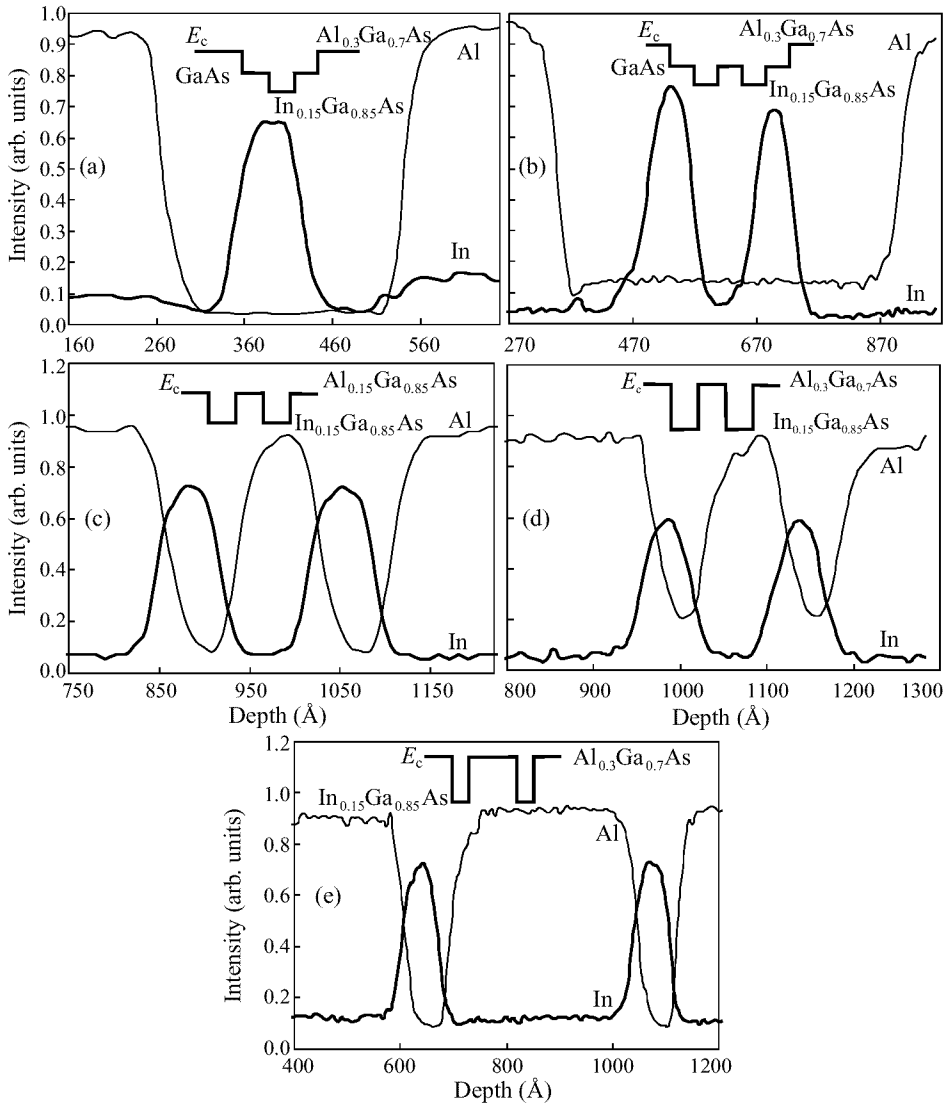 Intensity (arb. units)
1.0
0.9
0.8
0.7
0.6
0.5
0.4
0.3
0.2
0.1
0.0
(a)
Ec
Al0.3Ga0.7As
GaAs
In0.15Ga0.85As
Al
In
160 260 360 460 560
(b)
Ec
Al0.3Ga0.7As
GaAs
In0.15Ga0.85As
Al
In
270 470 670 870
Intensity (arb. units)
1.2
1.0
0.8
0.6
0.4
0.2
0.0
(c)
Ec
Al0.15Ga0.85As
In0.15Ga0.85As
Al
In
750 850 950 1050 1150
Depth (Å)
(d)
Ec
Al0.3Ga0.7As
In0.15Ga0.85As
Al
In
800 900 1000 1100 1200 1300
Depth (Å)
Intensity (arb. units)
1.2
1.0
0.8
0.6
0.4
0.2
0.0
(e)
Ec
Al0.3Ga0.7As
In0.15Ga0.85As
Al
In
400 600 800 1000 1200
Depth (Å)